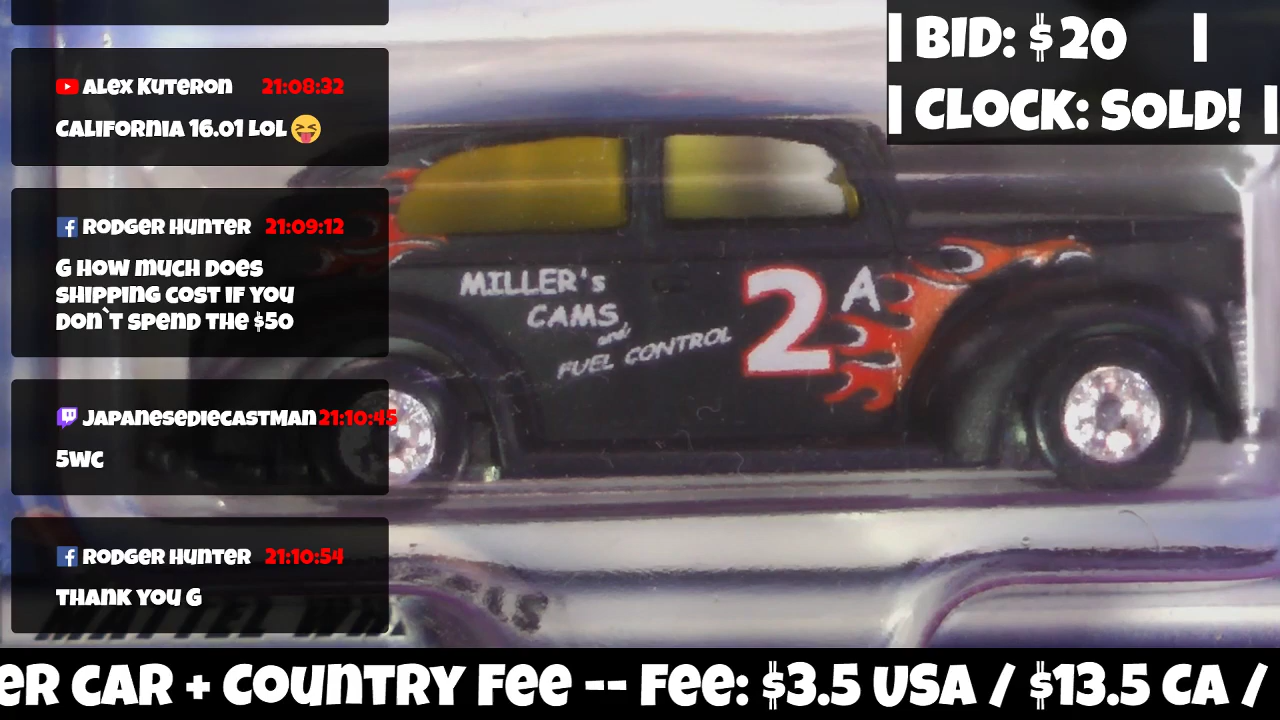 | BID: $20 |
| CLOCK: SOLD! |
Alex Kuteron 21:08:32
California 16.01 lol 😝
Rodger Hunter 21:09:12
G how much does
shipping cost if you
don`t spend the $50
japanesediecastman 21:10:45
5wc
Rodger Hunter 21:10:54
Thank you G
MILLER's
CAMS
and
FUEL CONTROL
2A
MATTEL
ER CAR + COUNTRY FEE -- FEE: $3.5 USA / $13.5 CA /